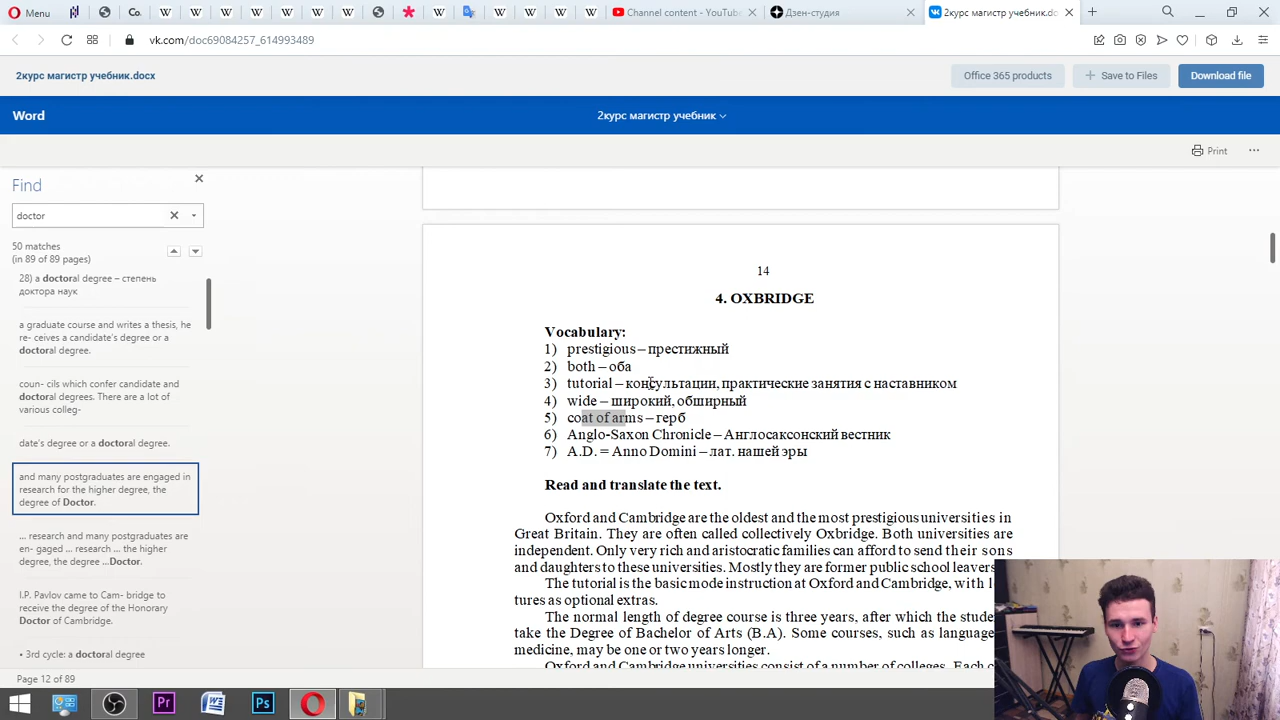 Menu
Co.
Channel content - YouTube
Дзен-студия
2курс магистр учебник.do
vk.com/doc69084257_614993489
2курс магистр учебник.docx
Office 365 products
Save to Files
Download file
Word
2курс магистр учебник
Print
Find
doctor
50 matches
(in 89 of 89 pages)
28) a doctoral degree – степень
доктора наук
a graduate course and writes a thesis, he
re- ceives a candidate's degree or a
doctoral degree.
coun- cils which confer candidate and
doctoral degrees. There are a lot of
various colleg-
date's degree or a doctoral degree.
and many postgraduates are engaged in
research for the higher degree, the
degree of Doctor.
... research and many postgraduates are
en- gaged ... research ... the higher
degree, the degree ...Doctor.
I.P. Pavlov came to Cam- bridge to
receive the degree of the Honorary
Doctor of Cambridge.
• 3rd cycle: a doctoral degree
14
4. OXBRIDGE
Vocabulary:
1) prestigious – престижный
2) both – оба
3) tutorial – консультации, практические занятия с наставником
4) wide – широкий, обширный
5) coat of arms – герб
6) Anglo-Saxon Chronicle – Англосаксонский вестник
7) A.D. = Anno Domini – лат. нашей эры
Read and translate the text.
Oxford and Cambridge are the oldest and the most prestigious universities in
Great Britain. They are often called collectively Oxbridge. Both universities are
independent. Only very rich and aristocratic families can afford to send their sons
and daughters to these universities. Mostly they are former public school leavers.
The tutorial is the basic mode instruction at Oxford and Cambridge, with l
tures as optional extras.
The normal length of degree course is three years, after which the stude
take the Degree of Bachelor of Arts (B.A). Some courses, such as language
medicine, may be one or two years longer.
Oxford and Cambridge universities consist of a number of colleges. Each c
Page 12 of 89
Pr
Ps